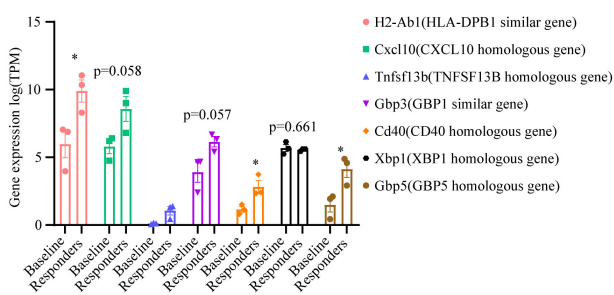 15
10
5
0
Gene expression log(TPM)
*
p=0.058
p=0.057
*
p=0.661
*
Baseline
Responders
Baseline
Responders
Baseline
Responders
Baseline
Responders
Baseline
Responders
Baseline
Responders
Baseline
Responders
H2-Ab1(HLA-DPB1 similar gene)
Cxcl10(CXCL10 homologous gene)
Tnfsf13b(TNFSF13B homologous gene)
Gbp3(GBP1 similar gene)
Cd40(CD40 homologous gene)
Xbp1(XBP1 homologous gene)
Gbp5(GBP5 homologous gene)